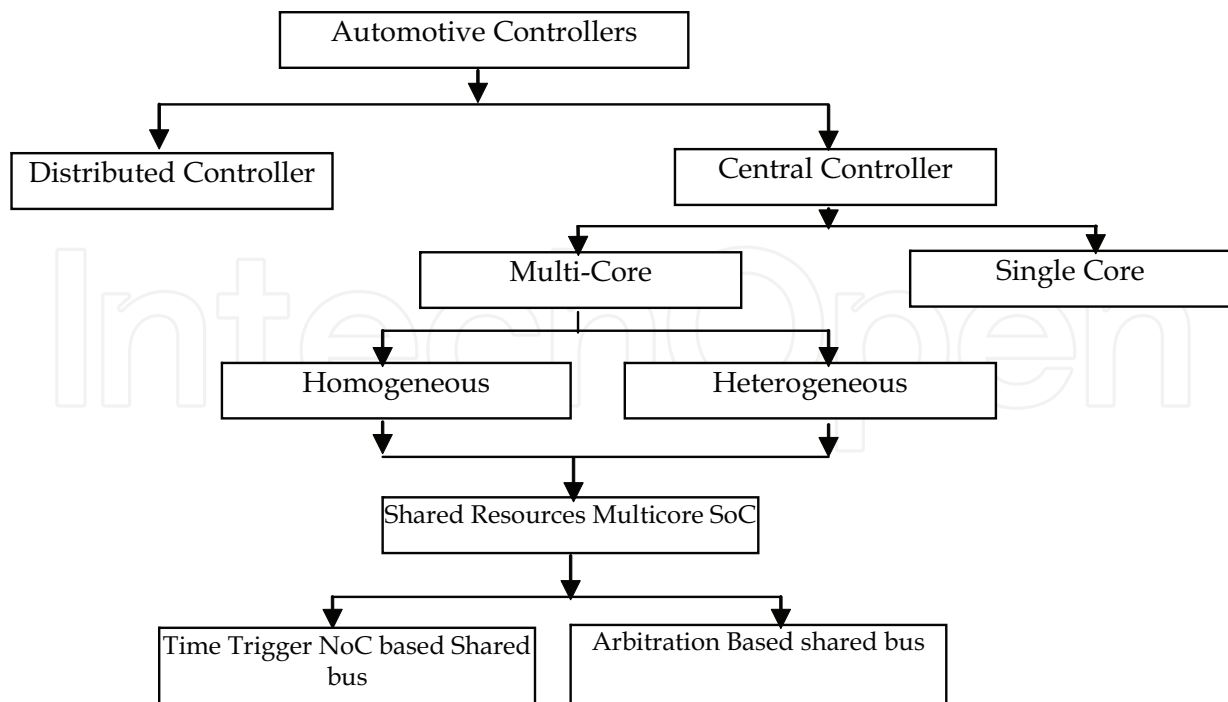 Automotive Controllers
Distributed Controller
Central Controller
Multi-Core
Single Core
IntechOpen
Homogeneous
Heterogeneous
Shared Resources Multicore SoC
Time Trigger NoC based Shared
bus
Arbitration Based shared bus